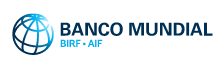 BANCO MUNDIAL
BIRF • AIF